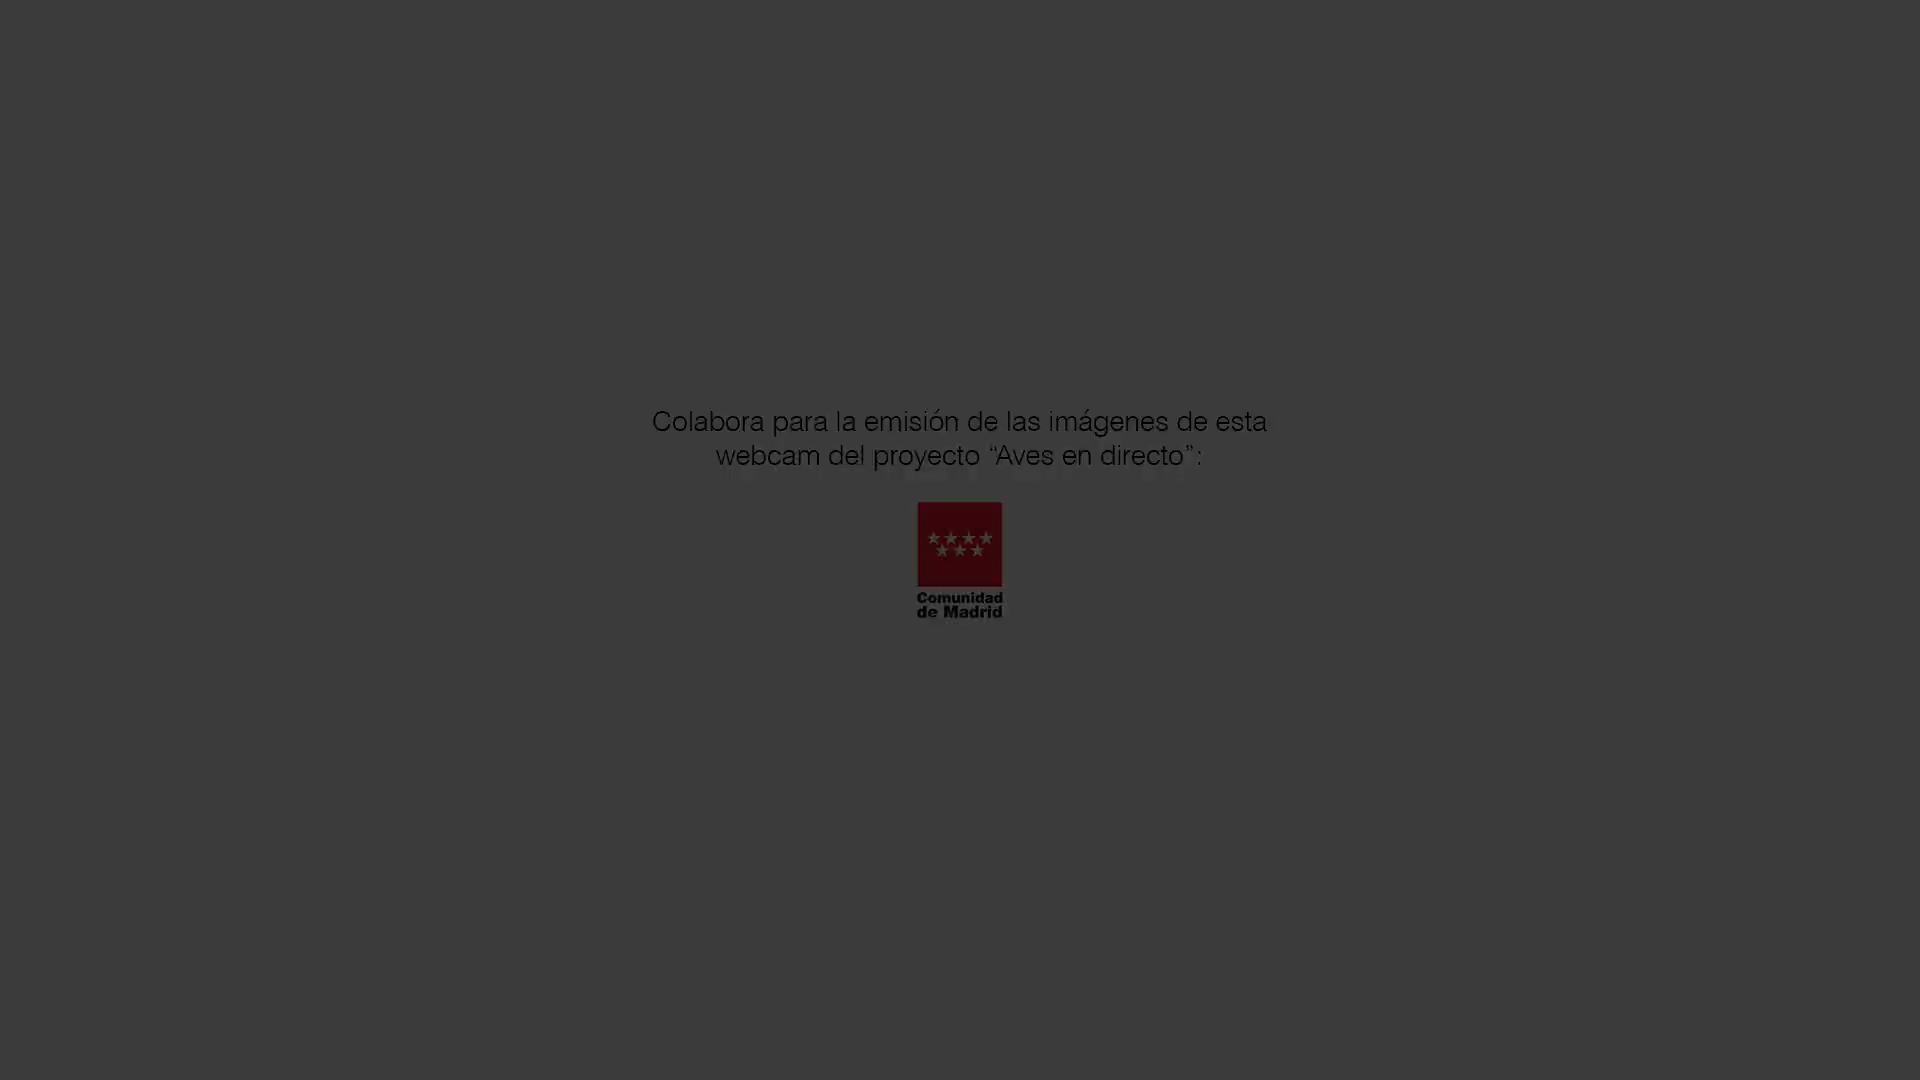 Colabora para la emisión de las imágenes de esta
webcam del proyecto “Aves en directo”:
Comunidad
de Madrid